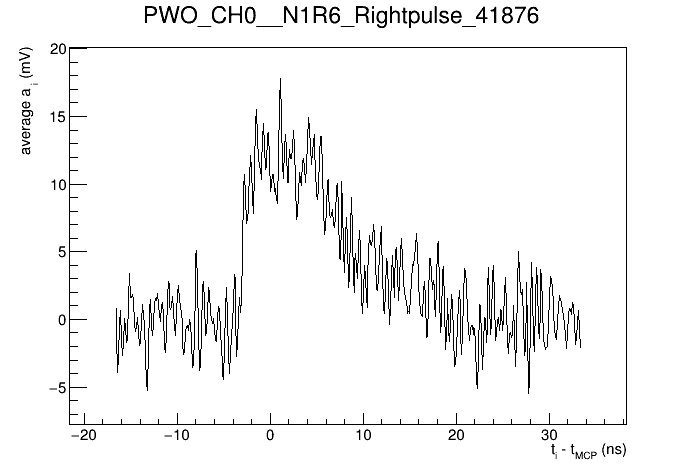 PWO_CH0__N1R6_Rightpulse_41876
average a_i (mV)
20
15
10
5
0
−5
−20 −10 0 10 20 30
t_i - t_MCP (ns)